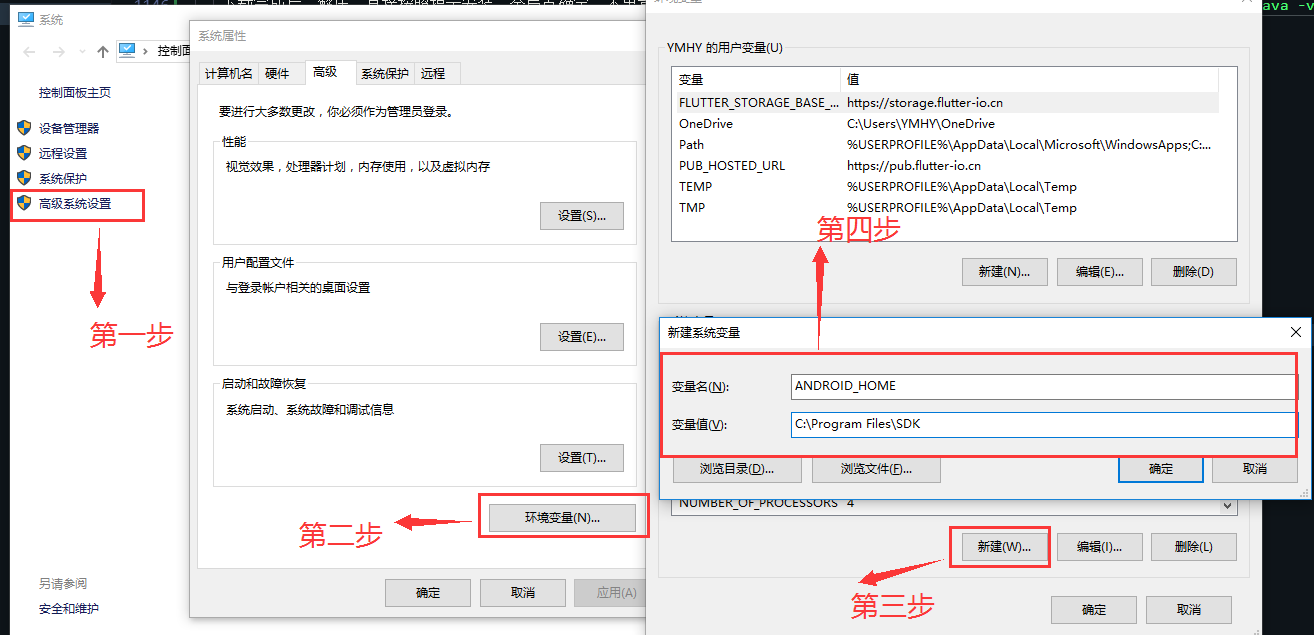 系统
控制面
控制面板主页
设备管理器
远程设置
系统保护
高级系统设置
第一步
另请参阅
安全和维护
系统属性
计算机名 硬件 高级 系统保护 远程
要进行大多数更改，你必须作为管理员登录。
性能
视觉效果，处理器计划，内存使用，以及虚拟内存
设置(S)...
用户配置文件
与登录帐户相关的桌面设置
设置(E)...
启动和故障恢复
系统启动、系统故障和调试信息
设置(T)...
环境变量(N)...
第二步
确定 取消 应用(A)
ava -v
YMHY 的用户变量(U)
变量 值
FLUTTER_STORAGE_BASE_... https://storage.flutter-io.cn
OneDrive C:\Users\YMHY\OneDrive
Path %USERPROFILE%\AppData\Local\Microsoft\WindowsApps;C:...
PUB_HOSTED_URL https://pub.flutter-io.cn
TEMP %USERPROFILE%\AppData\Local\Temp
TMP %USERPROFILE%\AppData\Local\Temp
第四步
新建(N)... 编辑(E)... 删除(D)
新建系统变量
变量名(N): ANDROID_HOME
变量值(V): C:\Program Files\SDK
浏览目录(D)... 浏览文件(F)... 确定 取消
NUMBER_OF_PROCESSORS 4
新建(W)... 编辑(I)... 删除(L)
第三步
确定 取消